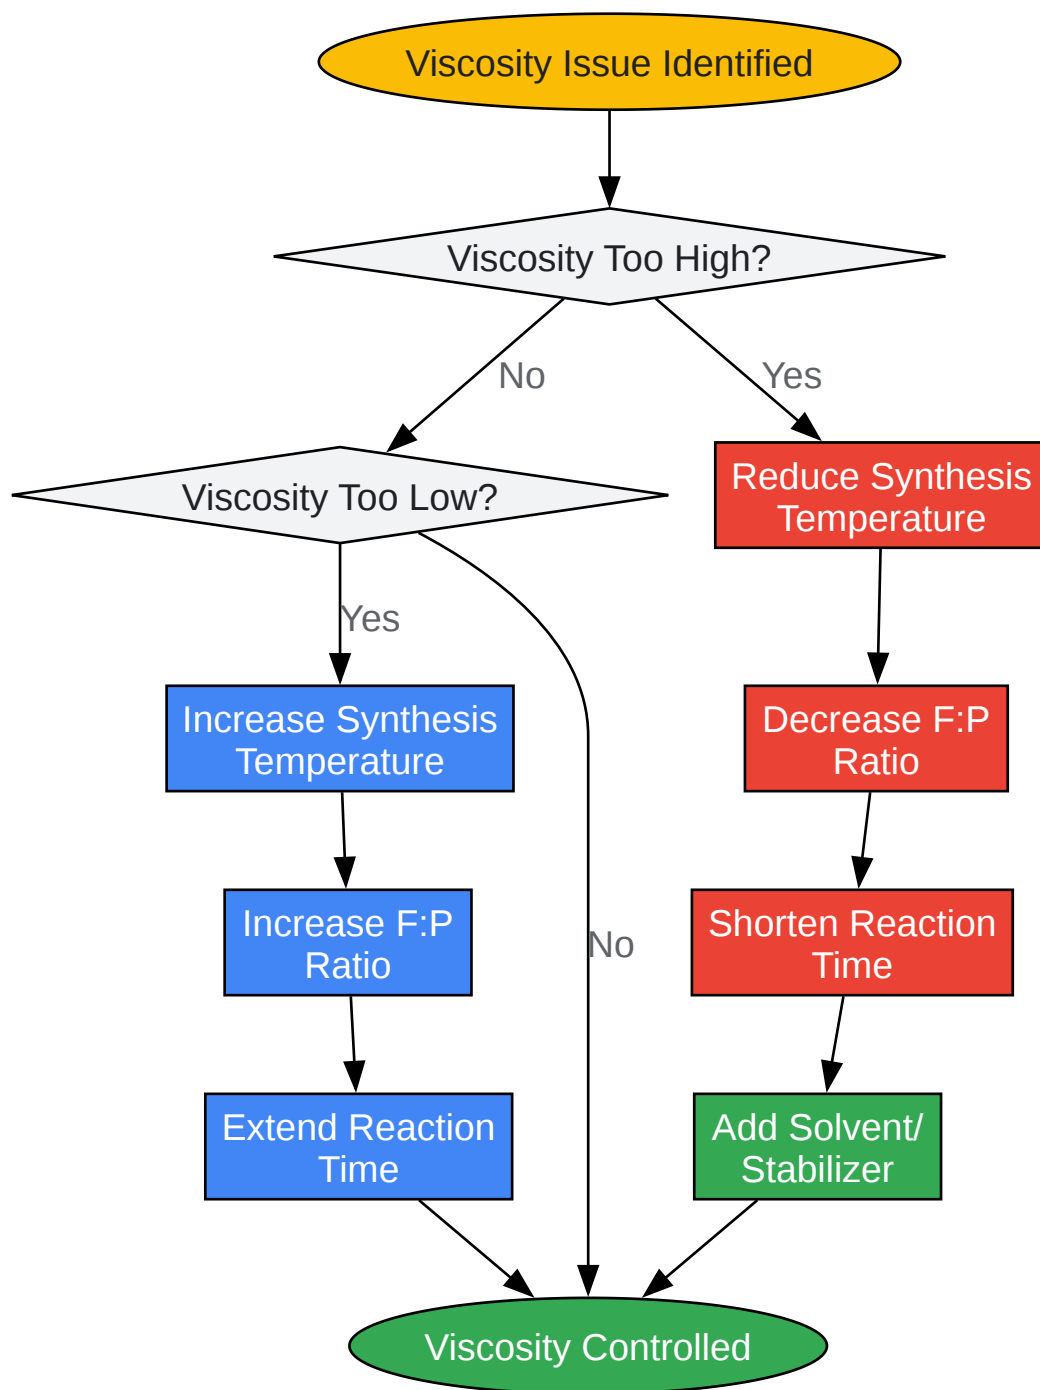 Viscosity Issue Identified
Viscosity Too High?
No
Yes
Viscosity Too Low?
Reduce Synthesis
Temperature
Yes
Increase Synthesis
Temperature
Decrease F:P
Ratio
Increase F:P
Ratio
No
Shorten Reaction
Time
Extend Reaction
Time
Add Solvent/
Stabilizer
Viscosity Controlled